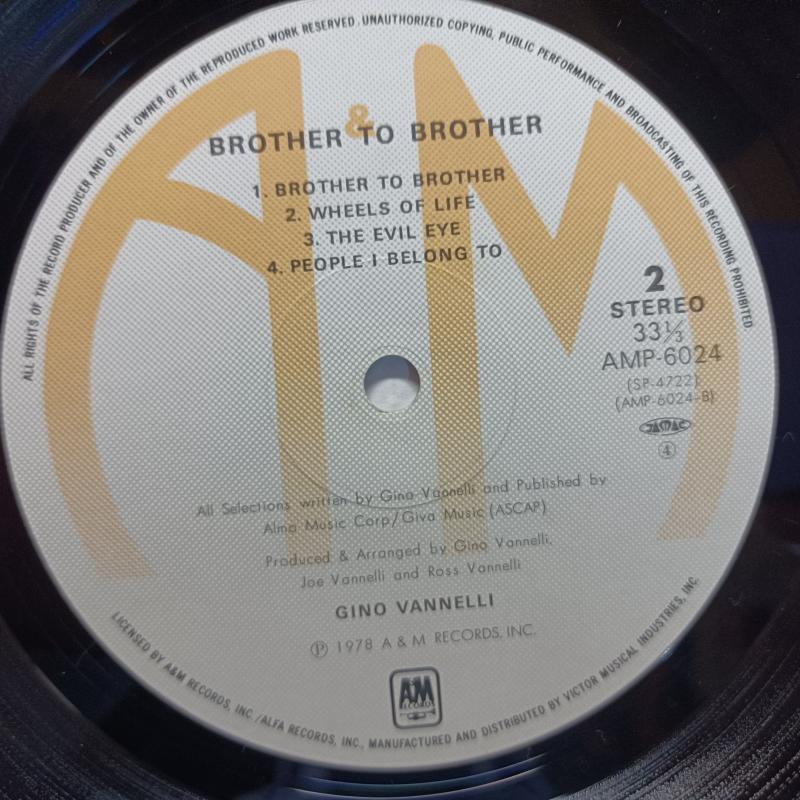 ALL RIGHTS OF THE RECORD PRODUCER AND OF THE OWNER OF THE REPRODUCED WORK RESERVED. UNAUTHORIZED COPYING, PUBLIC PERFORMANCE AND BROADCASTING OF THIS RECORDING PROHIBITED
A&M
BROTHER TO BROTHER
1. BROTHER TO BROTHER
2. WHEELS OF LIFE
3. THE EVIL EYE
4. PEOPLE I BELONG TO
2
STEREO
33⅓
AMP-6024
(SP-4722)
(AMP-6024-B)
JASRAC
④
All Selections written by Gino Vannelli and Published by
Almo Music Corp/Giva Music (ASCAP)
Produced & Arranged by Gino Vannelli,
Joe Vannelli and Ross Vannelli
GINO VANNELLI
Ⓟ 1978 A & M RECORDS, INC.
A&M
RECORDS
LICENSED BY A&M RECORDS, INC./ALFA RECORDS, INC., MANUFACTURED AND DISTRIBUTED BY VICTOR MUSICAL INDUSTRIES, INC.